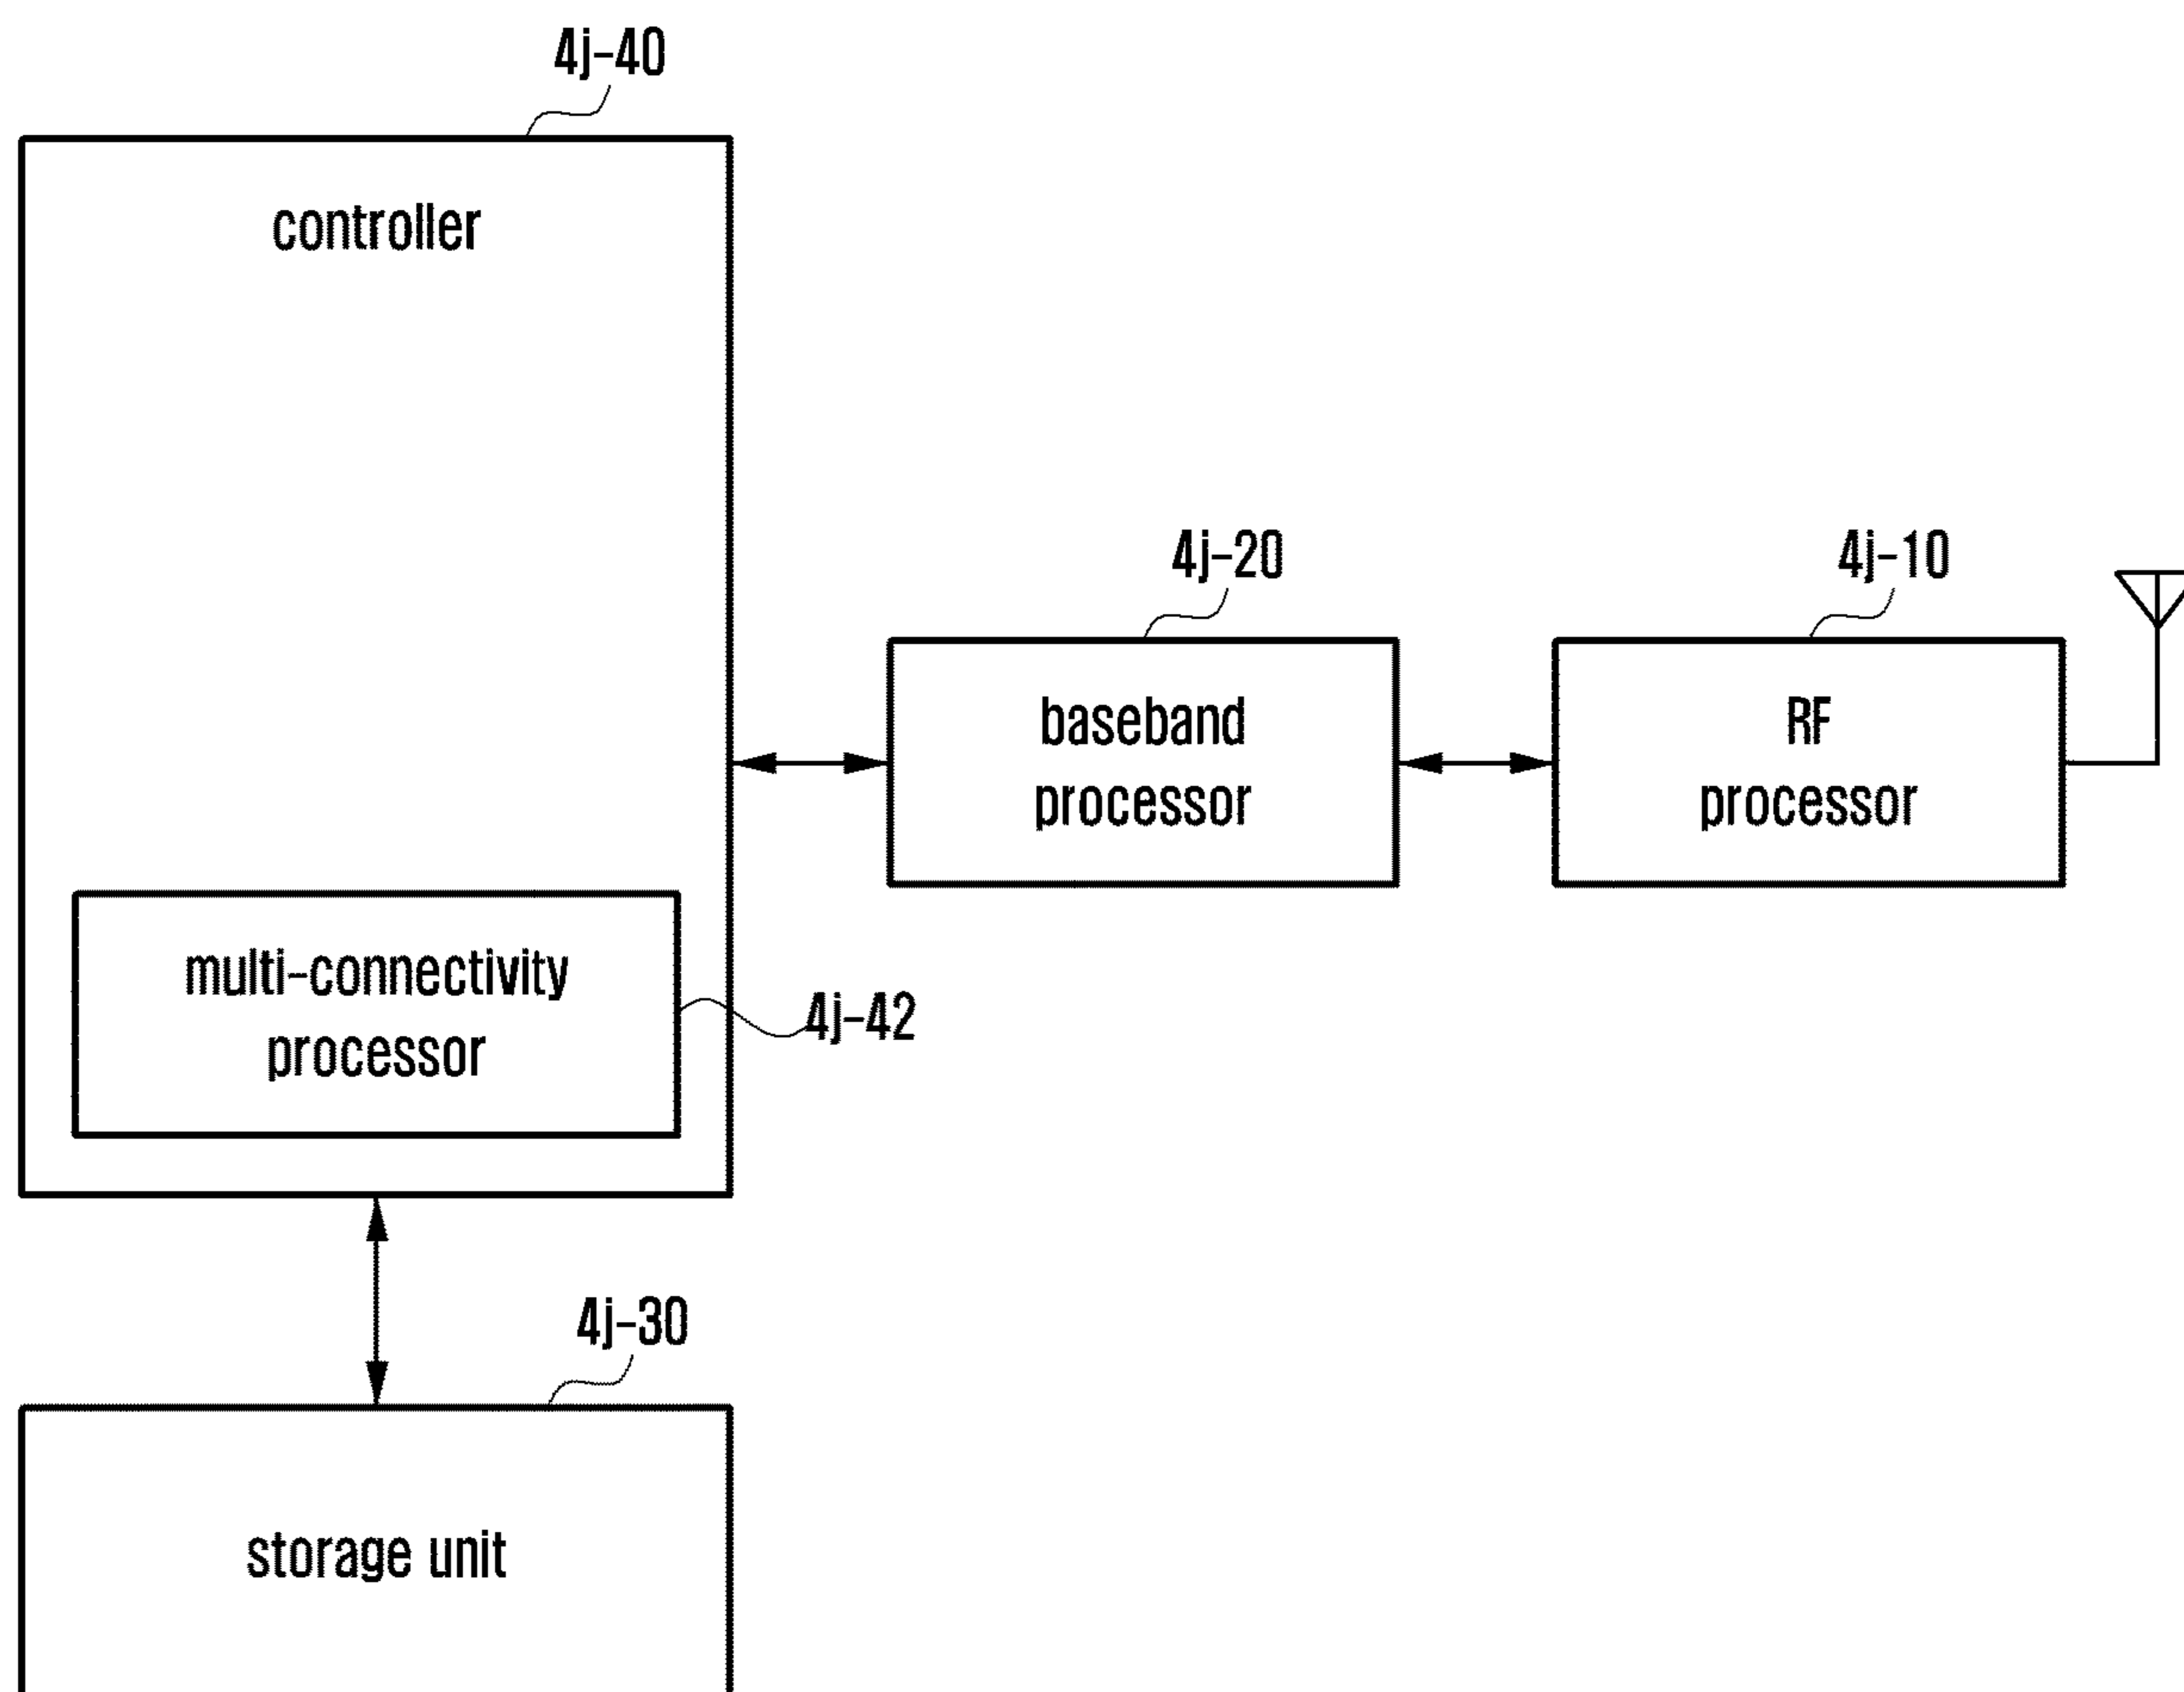 4j-40
controller
4j-20
4j-10
baseband
processor
RF
processor
multi-connectivity
processor
4j-42
4j-30
storage unit